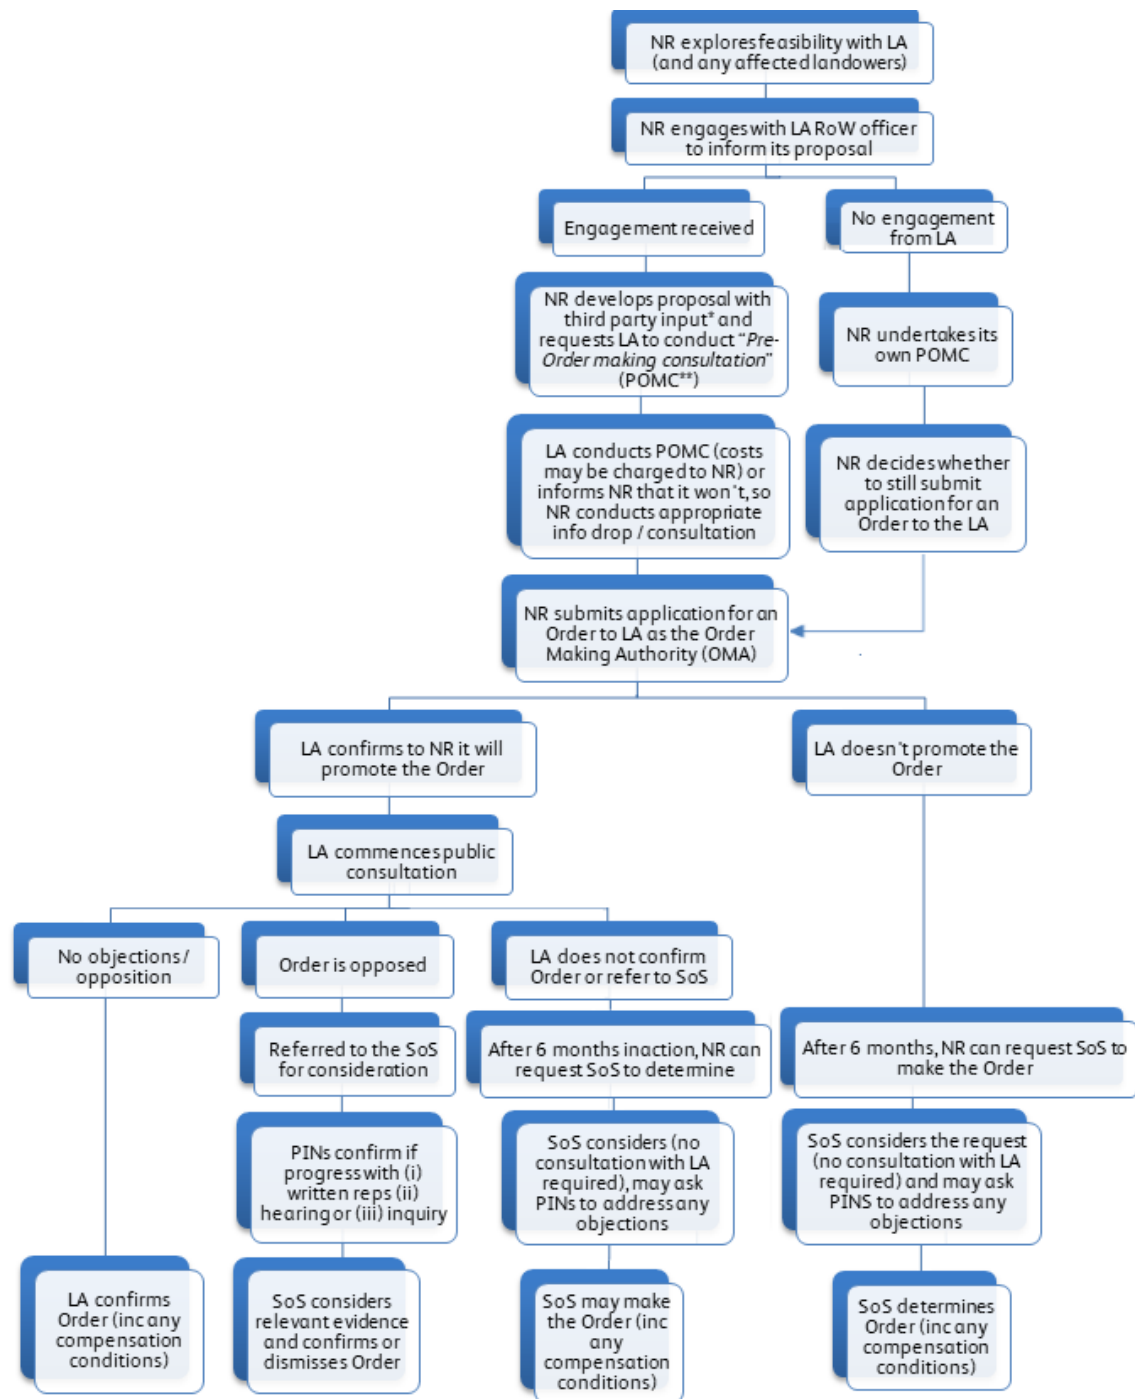 NR explores feasibility with LA
(and any affected landowers)
NR engages with LA RoW officer
to inform its proposal
Engagement received
No engagement
from LA
NR develops proposal with
third party input* and
requests LA to conduct “Pre-
Order making consultation”
(POMC**)
NR undertakes its
own POMC
LA conducts POMC (costs
may be charged to NR) or
informs NR that it won't, so
NR conducts appropriate
info drop / consultation
NR decides whether
to still submit
application for an
Order to the LA
NR submits application for an
Order to LA as the Order
Making Authority (OMA)
LA confirms to NR it will
promote the Order
LA doesn't promote the
Order
LA commences public
consultation
No objections /
opposition
Order is opposed
LA does not confirm
Order or refer to SoS
Referred to the SoS
for consideration
After 6 months inaction, NR can
request SoS to determine
After 6 months, NR can request SoS to
make the Order
PINs confirm if
progress with (i)
written reps (ii)
hearing or (iii) inquiry
SoS considers (no
consultation with LA
required), may ask
PINs to address any
objections
SoS considers the request
(no consultation with LA
required) and may ask
PINS to address any
objections
LA confirms
Order (inc any
compensation
conditions)
SoS considers
relevant evidence
and confirms or
dismisses Order
SoS may make
the Order (inc
any
compensation
conditions)
SoS determines
Order (inc any
compensation
conditions)